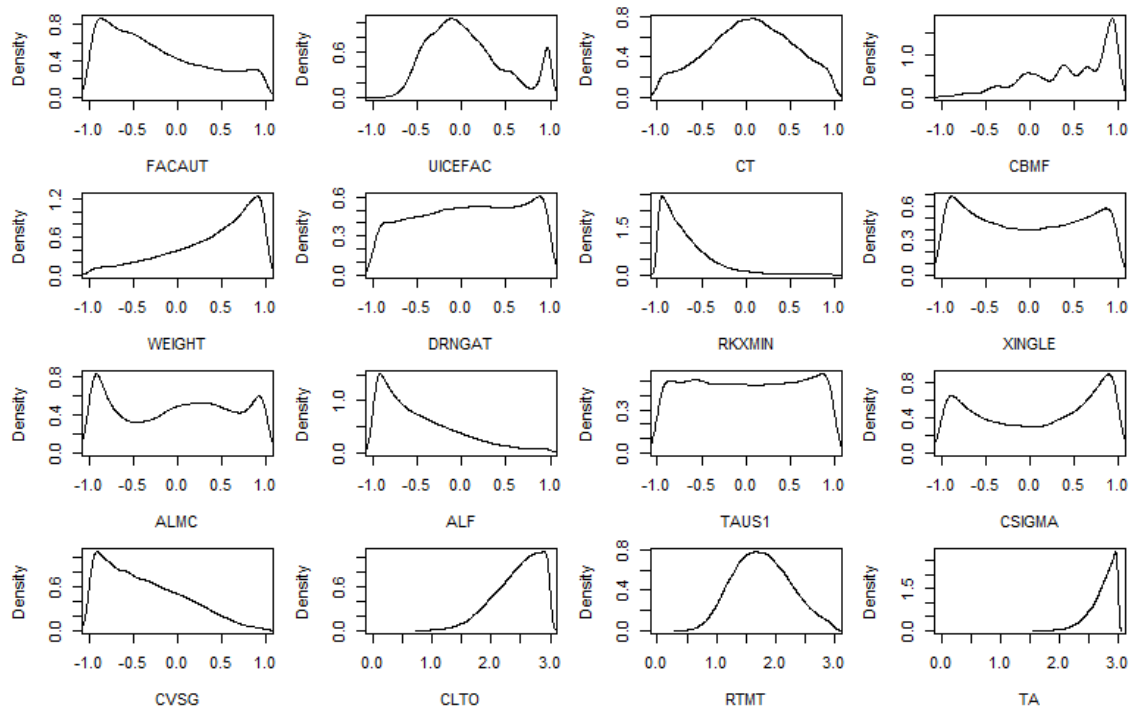 Density
0.0 0.4 0.8
-1.0 -0.5 0.0 0.5 1.0
FACAUT
Density
0.0 0.6
-1.0 -0.5 0.0 0.5 1.0
UICEFAC
Density
0.0 0.4 0.8
-1.0 -0.5 0.0 0.5 1.0
CT
Density
0.0 1.0
-1.0 -0.5 0.0 0.5 1.0
CBMF
Density
0.0 0.6 1.2
-1.0 -0.5 0.0 0.5 1.0
WEIGHT
Density
0.0 0.3 0.6
-1.0 -0.5 0.0 0.5 1.0
DRNGAT
Density
0.0 1.5
-1.0 -0.5 0.0 0.5 1.0
RKXMIN
Density
0.0 0.3 0.6
-1.0 -0.5 0.0 0.5 1.0
XINGLE
Density
0.0 0.4 0.8
-1.0 -0.5 0.0 0.5 1.0
ALMC
Density
0.0 1.0
-1.0 -0.5 0.0 0.5 1.0
ALF
Density
0.0 0.3
-1.0 -0.5 0.0 0.5 1.0
TAUS1
Density
0.0 0.4 0.8
-1.0 -0.5 0.0 0.5 1.0
CSIGMA
Density
0.0 0.6
-1.0 -0.5 0.0 0.5 1.0
CVSG
Density
0.0 0.6
0.0 1.0 2.0 3.0
CLTO
Density
0.0 0.4 0.8
0.0 1.0 2.0 3.0
RTMT
Density
0.0 1.5
0.0 1.0 2.0 3.0
TA